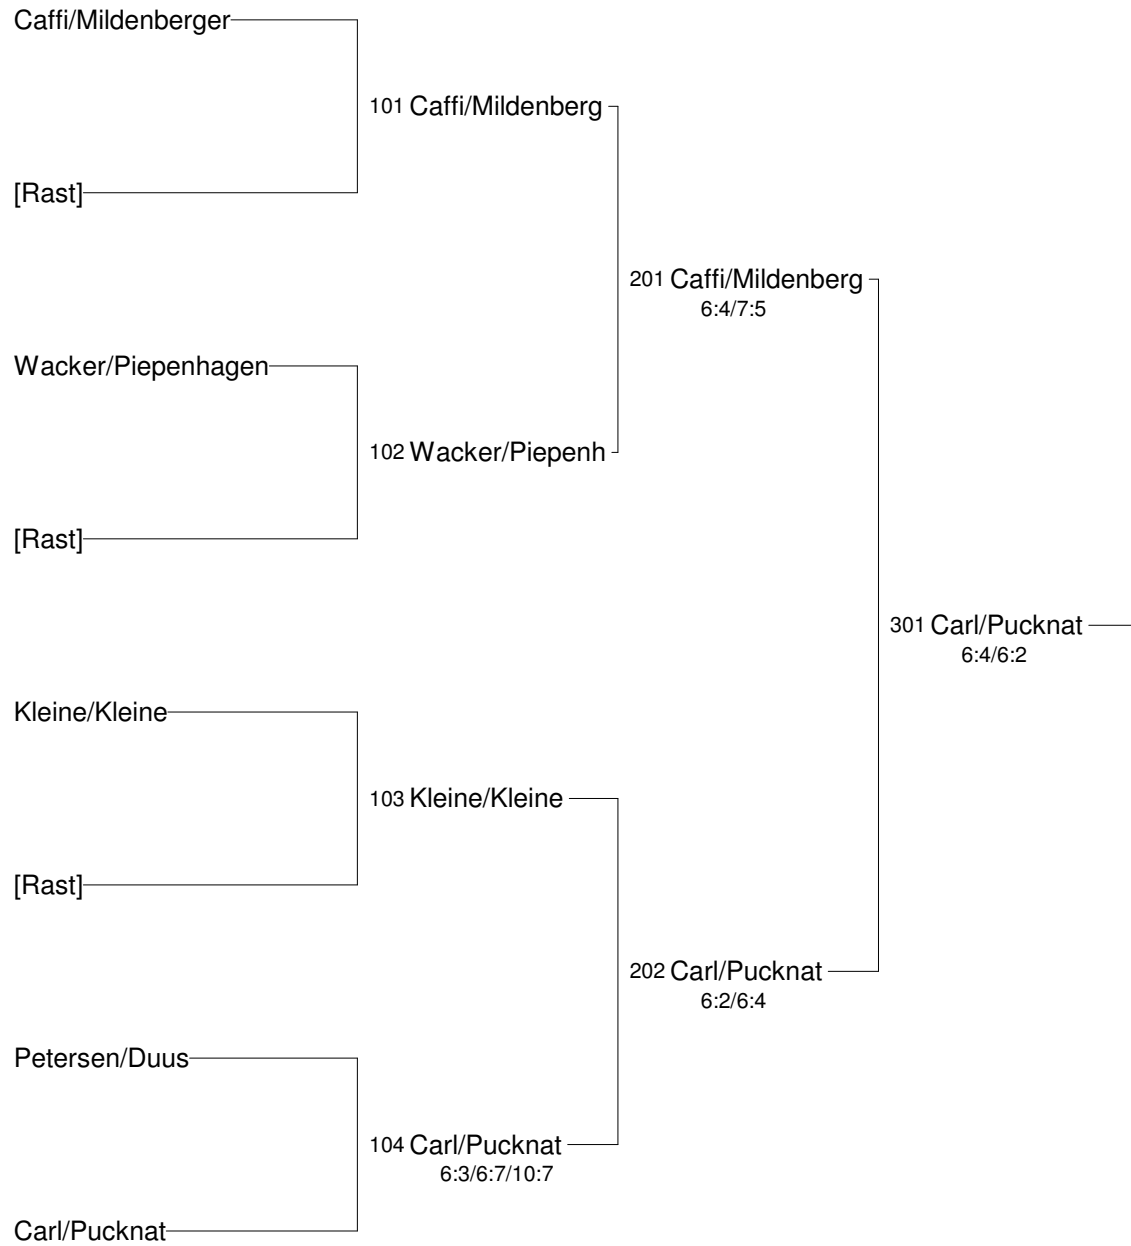 Caffi/Mildenberger
101 Caffi/Mildenberg
[Rast]
201 Caffi/Mildenberg
6:4/7:5
Wacker/Piepenhagen
102 Wacker/Piepenh
[Rast]
301 Carl/Pucknat
6:4/6:2
Kleine/Kleine
103 Kleine/Kleine
[Rast]
202 Carl/Pucknat
6:2/6:4
Petersen/Duus
104 Carl/Pucknat
6:3/6:7/10:7
Carl/Pucknat